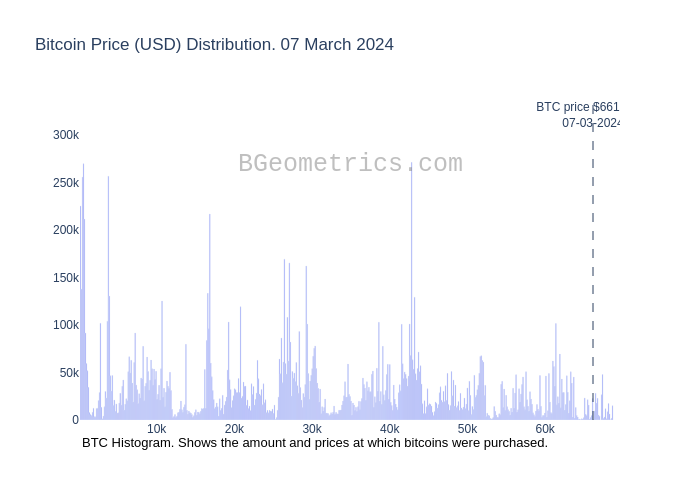 Bitcoin Price (USD) Distribution. 07 March 2024
BTC price $661
07-03-2024
300k
BGeometrics.com
250k
200k
150k
100k
50k
0
10k 20k 30k 40k 50k 60k
BTC Histogram. Shows the amount and prices at which bitcoins were purchased.